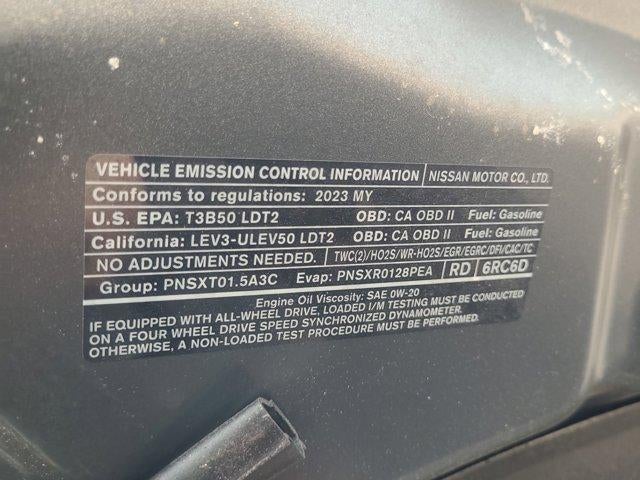 VEHICLE EMISSION CONTROL INFORMATION NISSAN MOTOR CO., LTD.
Conforms to regulations: 2023 MY
U.S. EPA: T3B50 LDT2 OBD: CA OBD II Fuel: Gasoline
California: LEV3-ULEV50 LDT2 OBD: CA OBD II Fuel: Gasoline
NO ADJUSTMENTS NEEDED. TWC(2)/HO2S/WR-HO2S/EGR/EGRC/DFI/CAC/TC
Group: PNSXT01.5A3C Evap: PNSXR0128PEA RD 6RC6D
Engine Oil Viscosity: SAE 0W-20
IF EQUIPPED WITH ALL-WHEEL DRIVE, LOADED I/M TESTING MUST BE CONDUCTED
ON A FOUR WHEEL DRIVE SPEED SYNCHRONIZED DYNAMOMETER.
OTHERWISE, A NON-LOADED TEST PROCEDURE MUST BE PERFORMED.